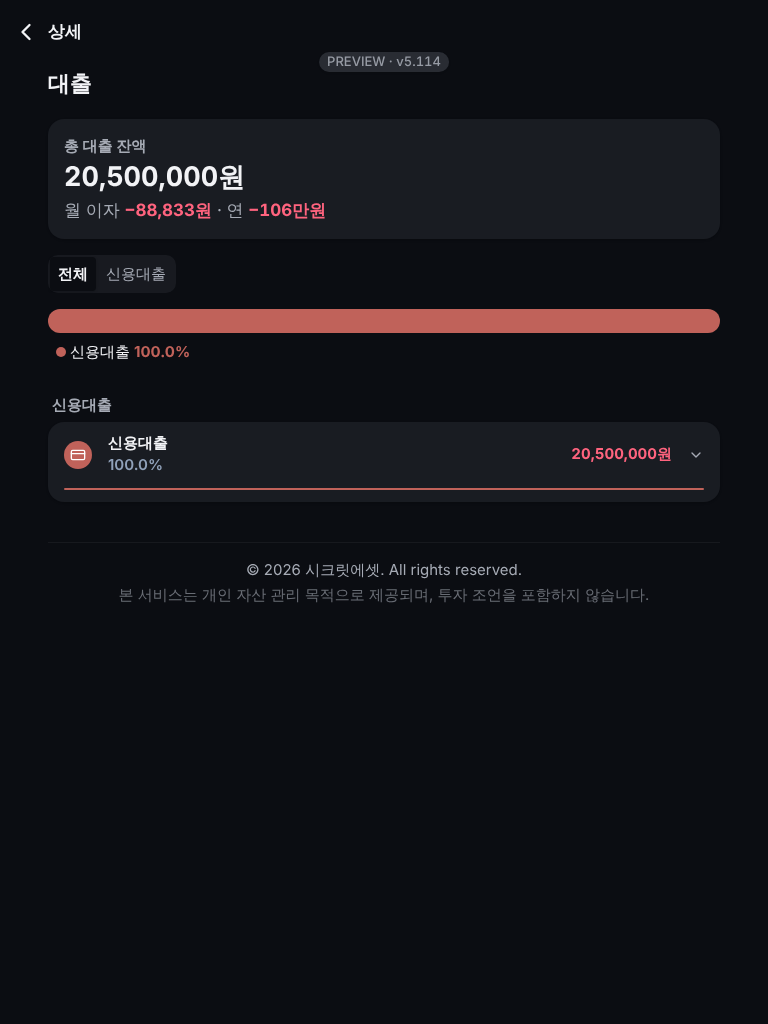 상세
PREVIEW · v5.114
대출
총 대출 잔액
20,500,000원
월 이자 −88,833원 · 연 −106만원
전체 신용대출
신용대출 100.0%
신용대출
신용대출
100.0%
20,500,000원
© 2026 시크릿에셋. All rights reserved.
본 서비스는 개인 자산 관리 목적으로 제공되며, 투자 조언을 포함하지 않습니다.